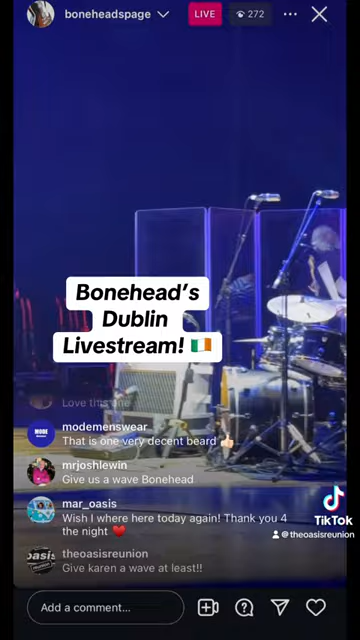 boneheadspage
LIVE
272
Bonehead's
Dublin
Livestream!
Love this one
modemenswear
That is one very decent beard
mrjoshlewin
Give us a wave Bonehead
mar_oasis
Wish I where here today again! Thank you 4
the night
theoasisreunion
Give karen a wave at least!!
TikTok
@theoasisreunion
Add a comment...
MODE
oasis